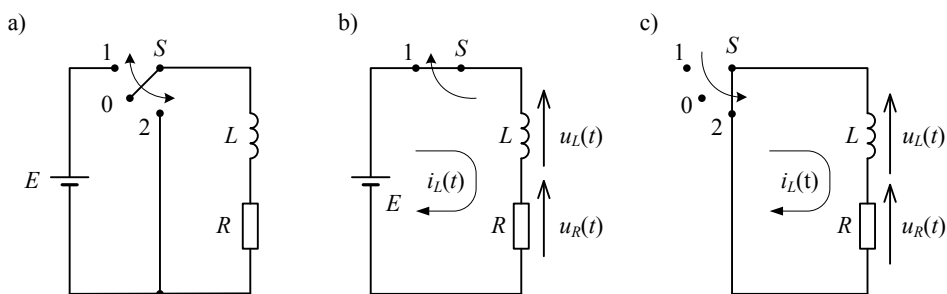 a)
1
S
0
2
L
E
R
b)
1
S
L
u_L(t)
i_L(t)
E
R
u_R(t)
c)
1
S
0
2
L
u_L(t)
i_L(t)
R
u_R(t)